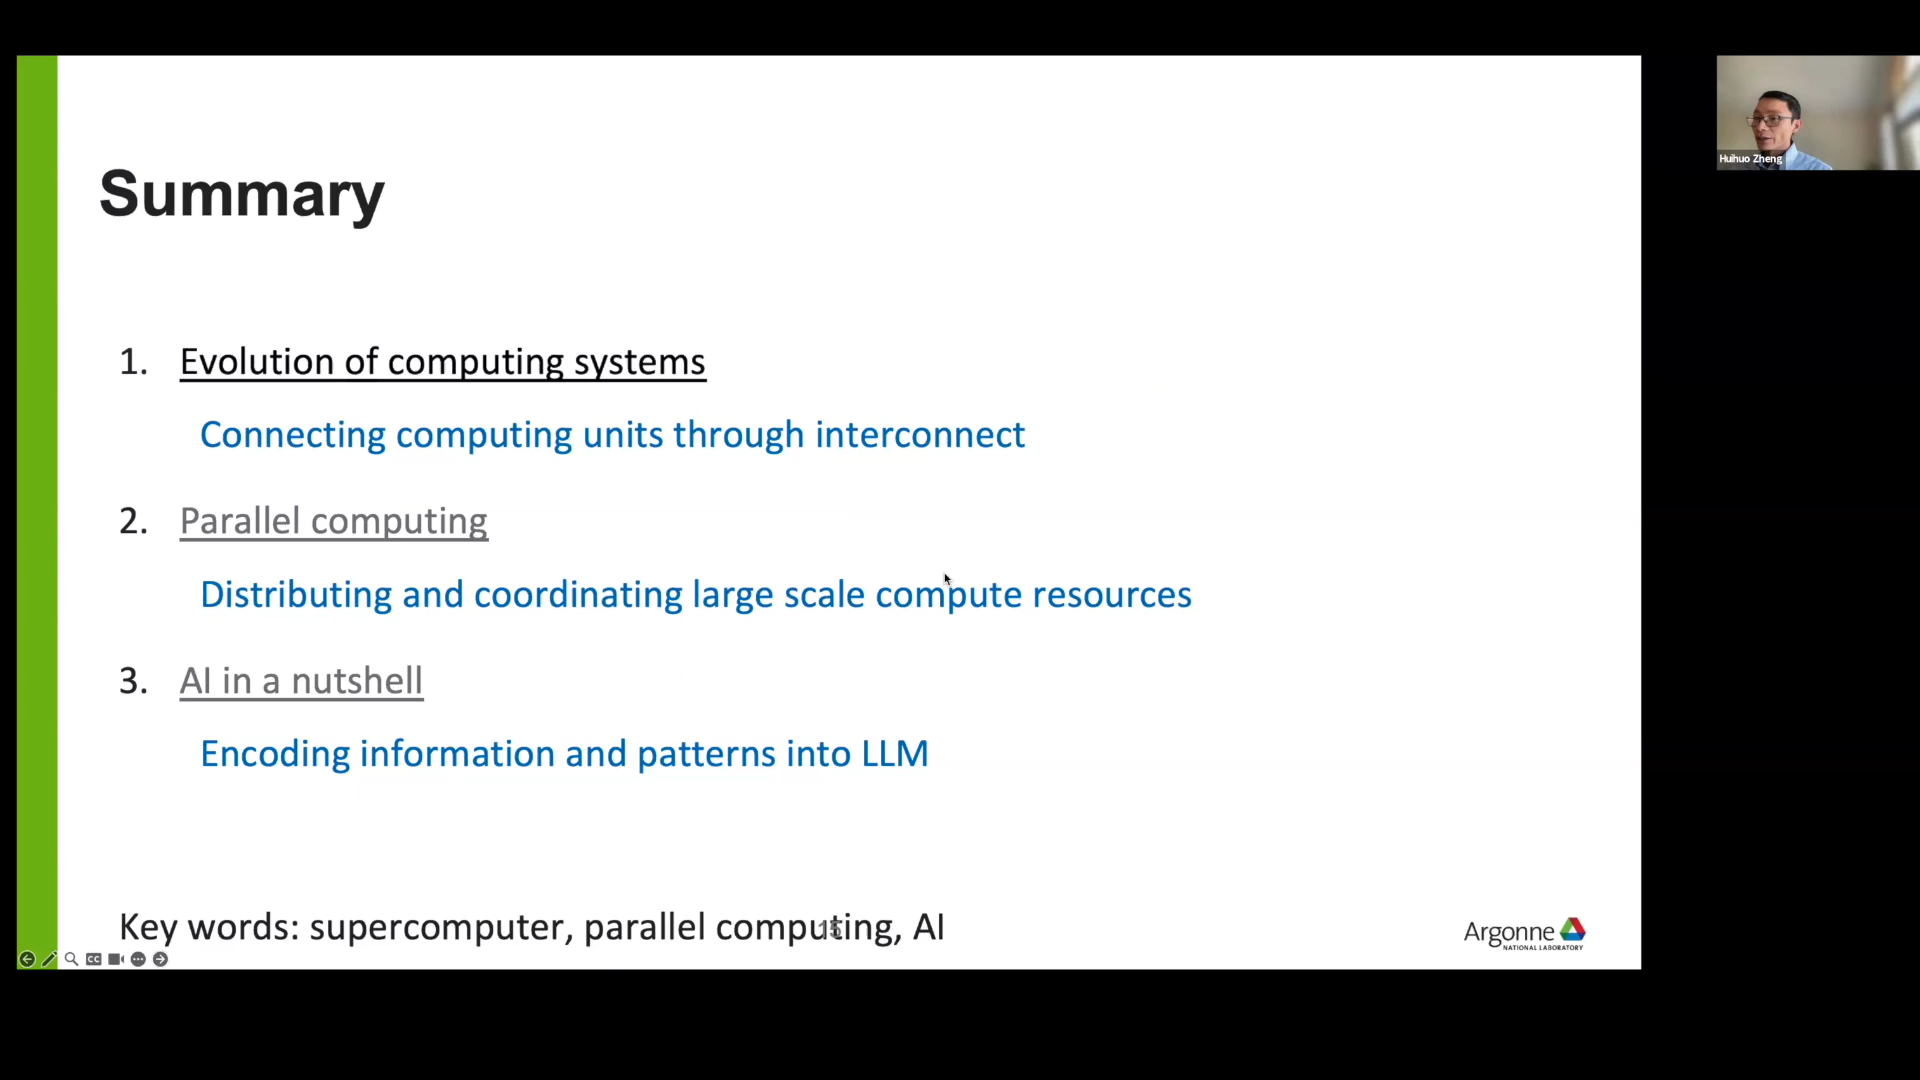 Summary
1. Evolution of computing systems
Connecting computing units through interconnect
2. Parallel computing
Distributing and coordinating large scale compute resources
3. AI in a nutshell
Encoding information and patterns into LLM
Key words: supercomputer, parallel computing, AI
15
Argonne
NATIONAL LABORATORY
CC
Huihuo Zheng